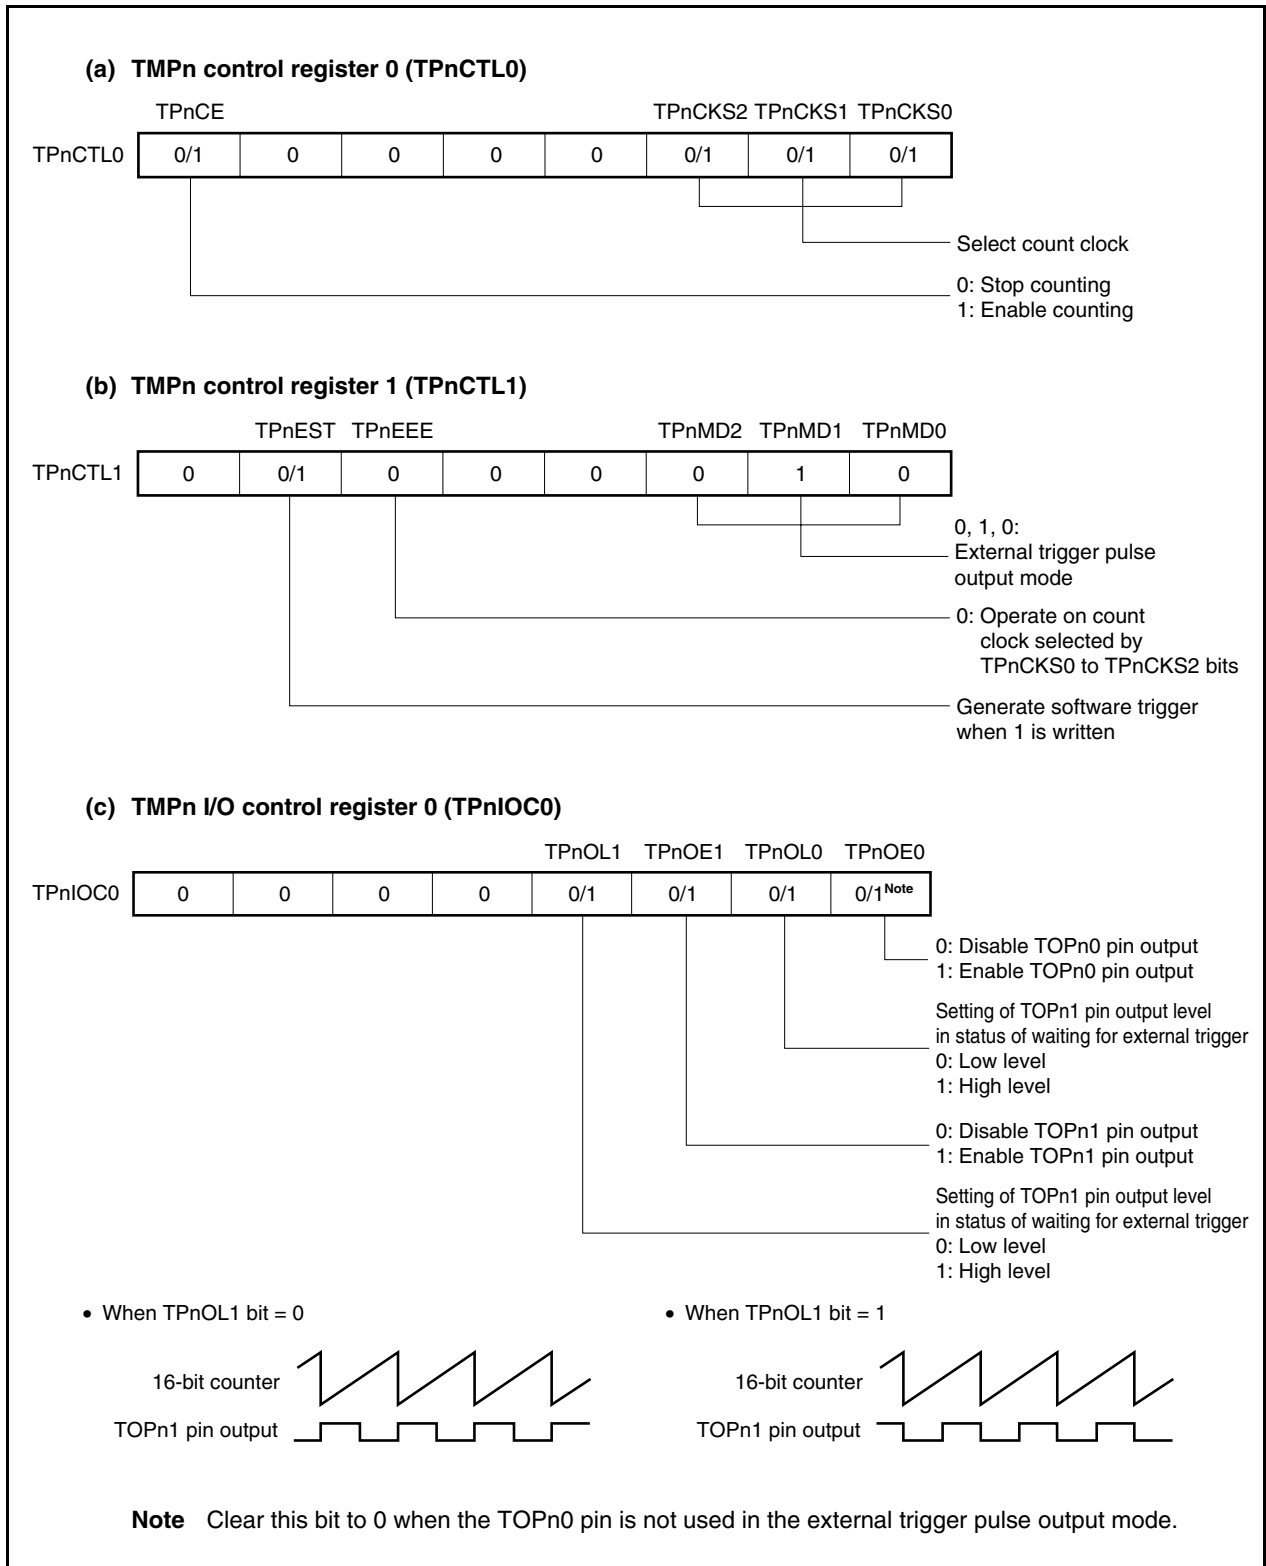 (a) TMPn control register 0 (TPnCTL0)
TPnCE TPnCKS2 TPnCKS1 TPnCKS0
TPnCTL0 0/1 0 0 0 0 0/1 0/1 0/1
Select count clock
0: Stop counting
1: Enable counting
(b) TMPn control register 1 (TPnCTL1)
TPnEST TPnEEE TPnMD2 TPnMD1 TPnMD0
TPnCTL1 0 0/1 0 0 0 0 1 0
0, 1, 0:
External trigger pulse
output mode
0: Operate on count
clock selected by
TPnCKS0 to TPnCKS2 bits
Generate software trigger
when 1 is written
(c) TMPn I/O control register 0 (TPnIOC0)
TPnOL1 TPnOE1 TPnOL0 TPnOE0
TPnIOC0 0 0 0 0 0/1 0/1 0/1 0/1Note
0: Disable TOPn0 pin output
1: Enable TOPn0 pin output
Setting of TOPn1 pin output level
in status of waiting for external trigger
0: Low level
1: High level
0: Disable TOPn1 pin output
1: Enable TOPn1 pin output
Setting of TOPn1 pin output level
in status of waiting for external trigger
0: Low level
1: High level
• When TPnOL1 bit = 0 • When TPnOL1 bit = 1
16-bit counter 16-bit counter
TOPn1 pin output TOPn1 pin output
Note Clear this bit to 0 when the TOPn0 pin is not used in the external trigger pulse output mode.